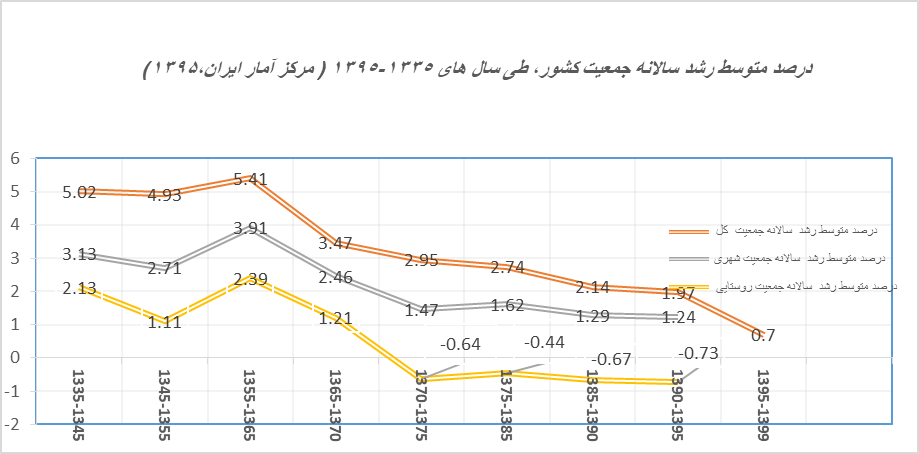 درصد متوسط رشد سالانه جمعیت کشور، طی سال های ۱۳۳۵-۱۳۹۵ ( مرکز آمار ایران،۱۳۹۵)
6
5
4
3
2
1
0
-1
-2
5.02 4.93 5.41 3.47 2.95 2.74 2.14 1.97 0.7
3.13 2.71 3.91 2.46 1.47 1.62 1.29 1.24
2.13 1.11 2.39 1.21 -0.64 -0.44 -0.67 -0.73
درصد متوسط رشد سالانه جمعیت کل
درصد متوسط رشد سالانه جمعیت شهری
درصد متوسط رشد سالانه جمعیت روستایی
1335-1345
1345-1355
1355-1365
1365-1370
1370-1375
1375-1385
1385-1390
1390-1395
1395-1399